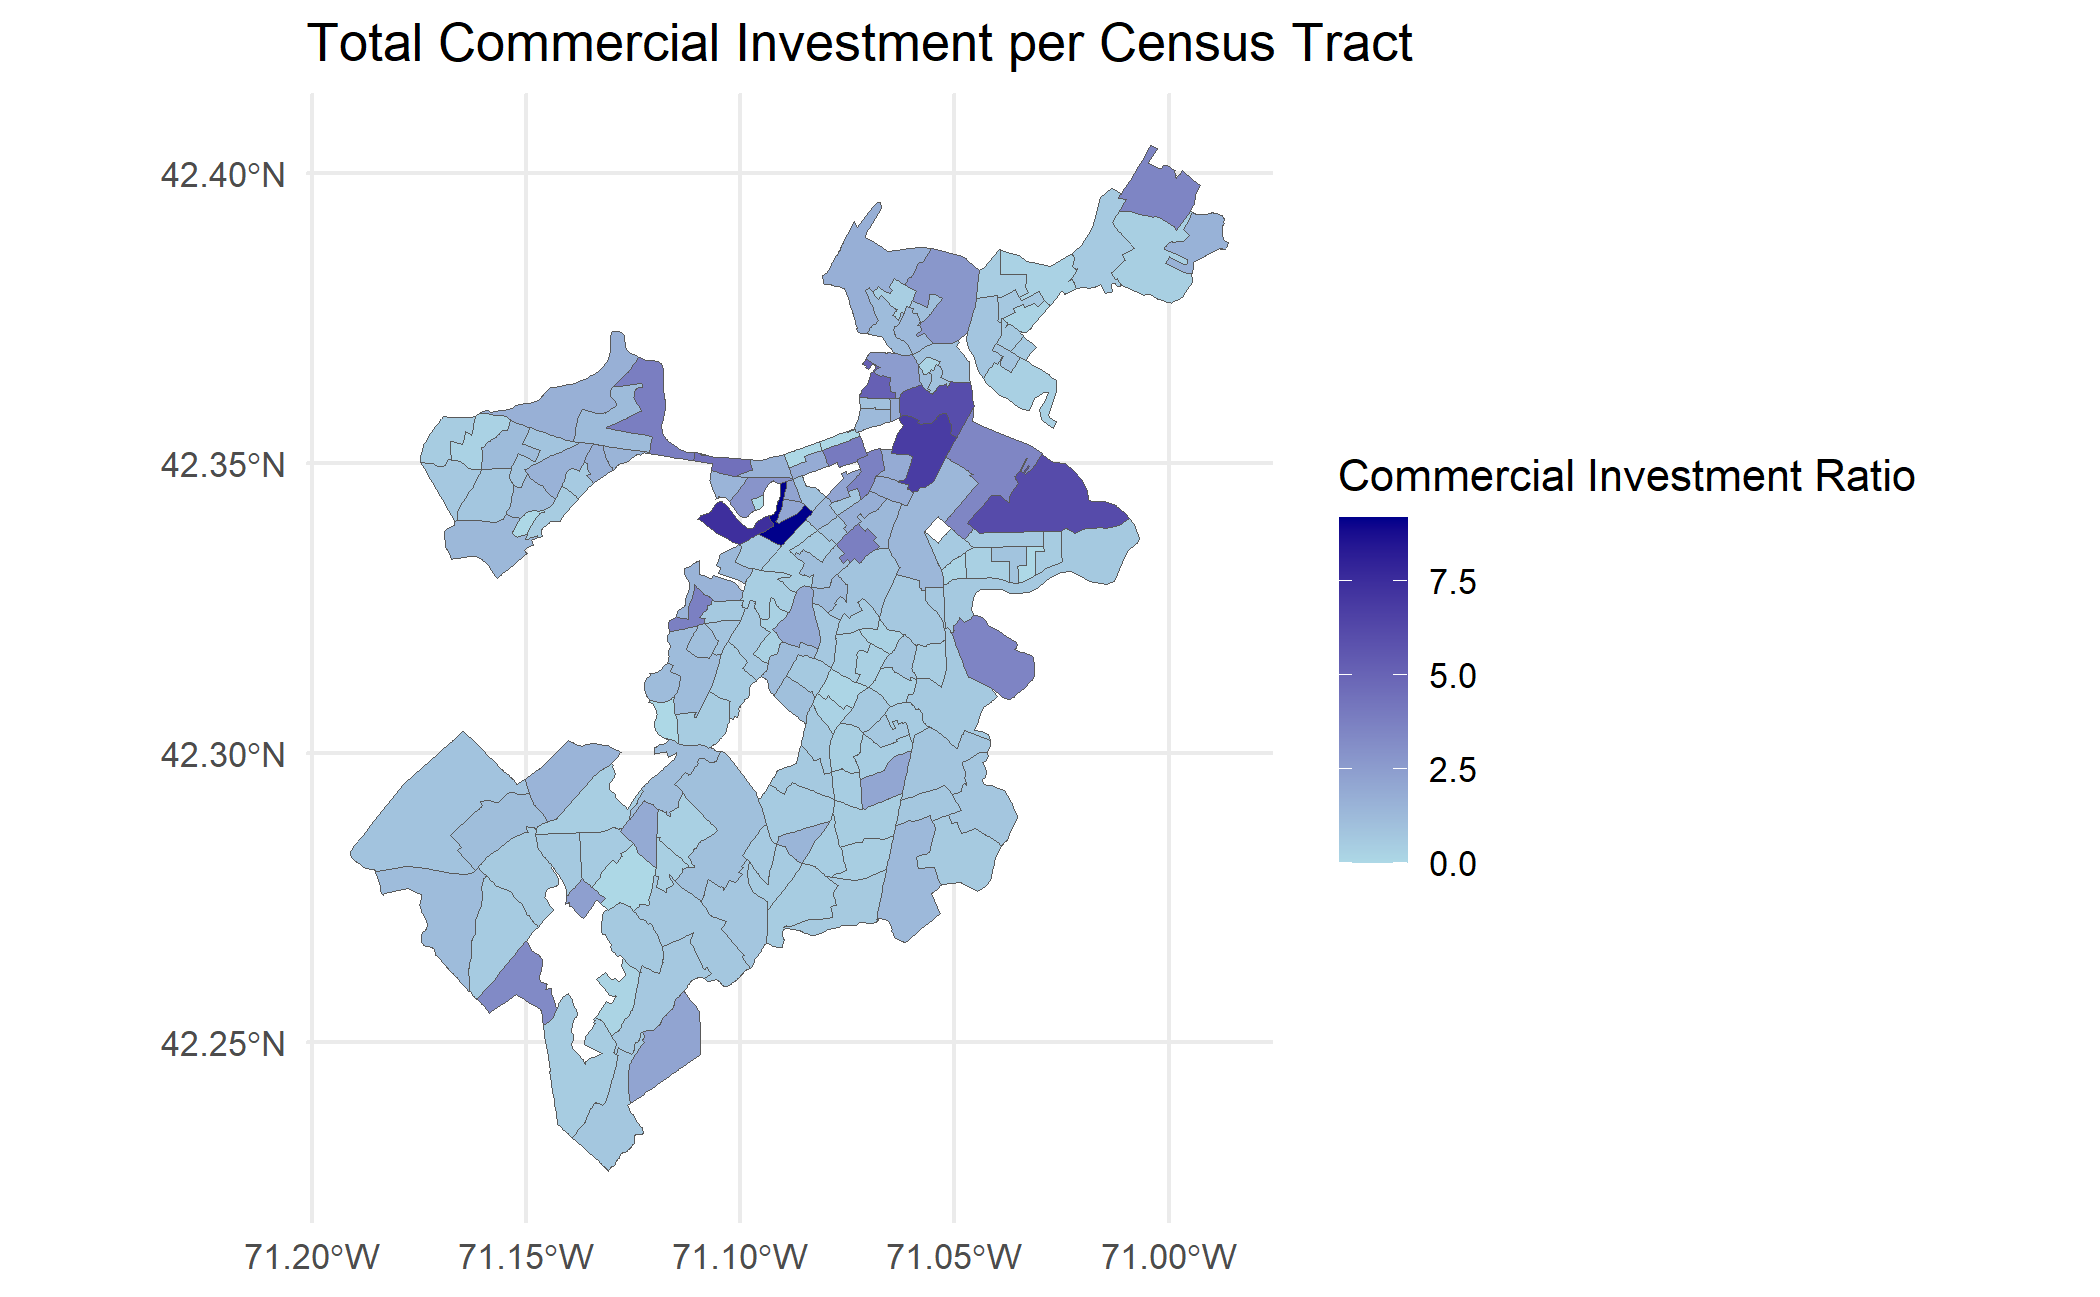 Total Commercial Investment per Census Tract
42.40°N
42.35°N
42.30°N
42.25°N
71.20°W
71.15°W
71.10°W
71.05°W
71.00°W
Commercial Investment Ratio
7.5
5.0
2.5
0.0